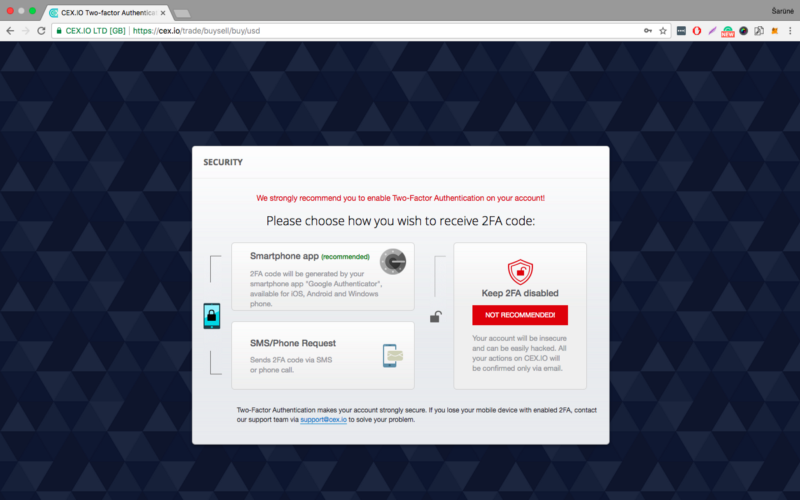 CEX.IO Two-factor Authentica
Šarūnė
CEX.IO LTD [GB]
https://cex.io/trade/buysell/buy/usd
NEW
SECURITY
We strongly recommend you to enable Two-Factor Authentication on your account!
Please choose how you wish to receive 2FA code:
Smartphone app (recommended)
2FA code will be generated by your
smartphone app "Google Authenticator",
available for iOS, Android and Windows
phone.
SMS/Phone Request
Sends 2FA code via SMS
or phone call.
Keep 2FA disabled
NOT RECOMMENDED!
Your account will be insecure
and can be easily hacked. All
your actions on CEX.IO will
be confirmed only via email.
Two-Factor Authentication makes your account strongly secure. If you lose your mobile device with enabled 2FA, contact
our support team via support@cex.io to solve your problem.